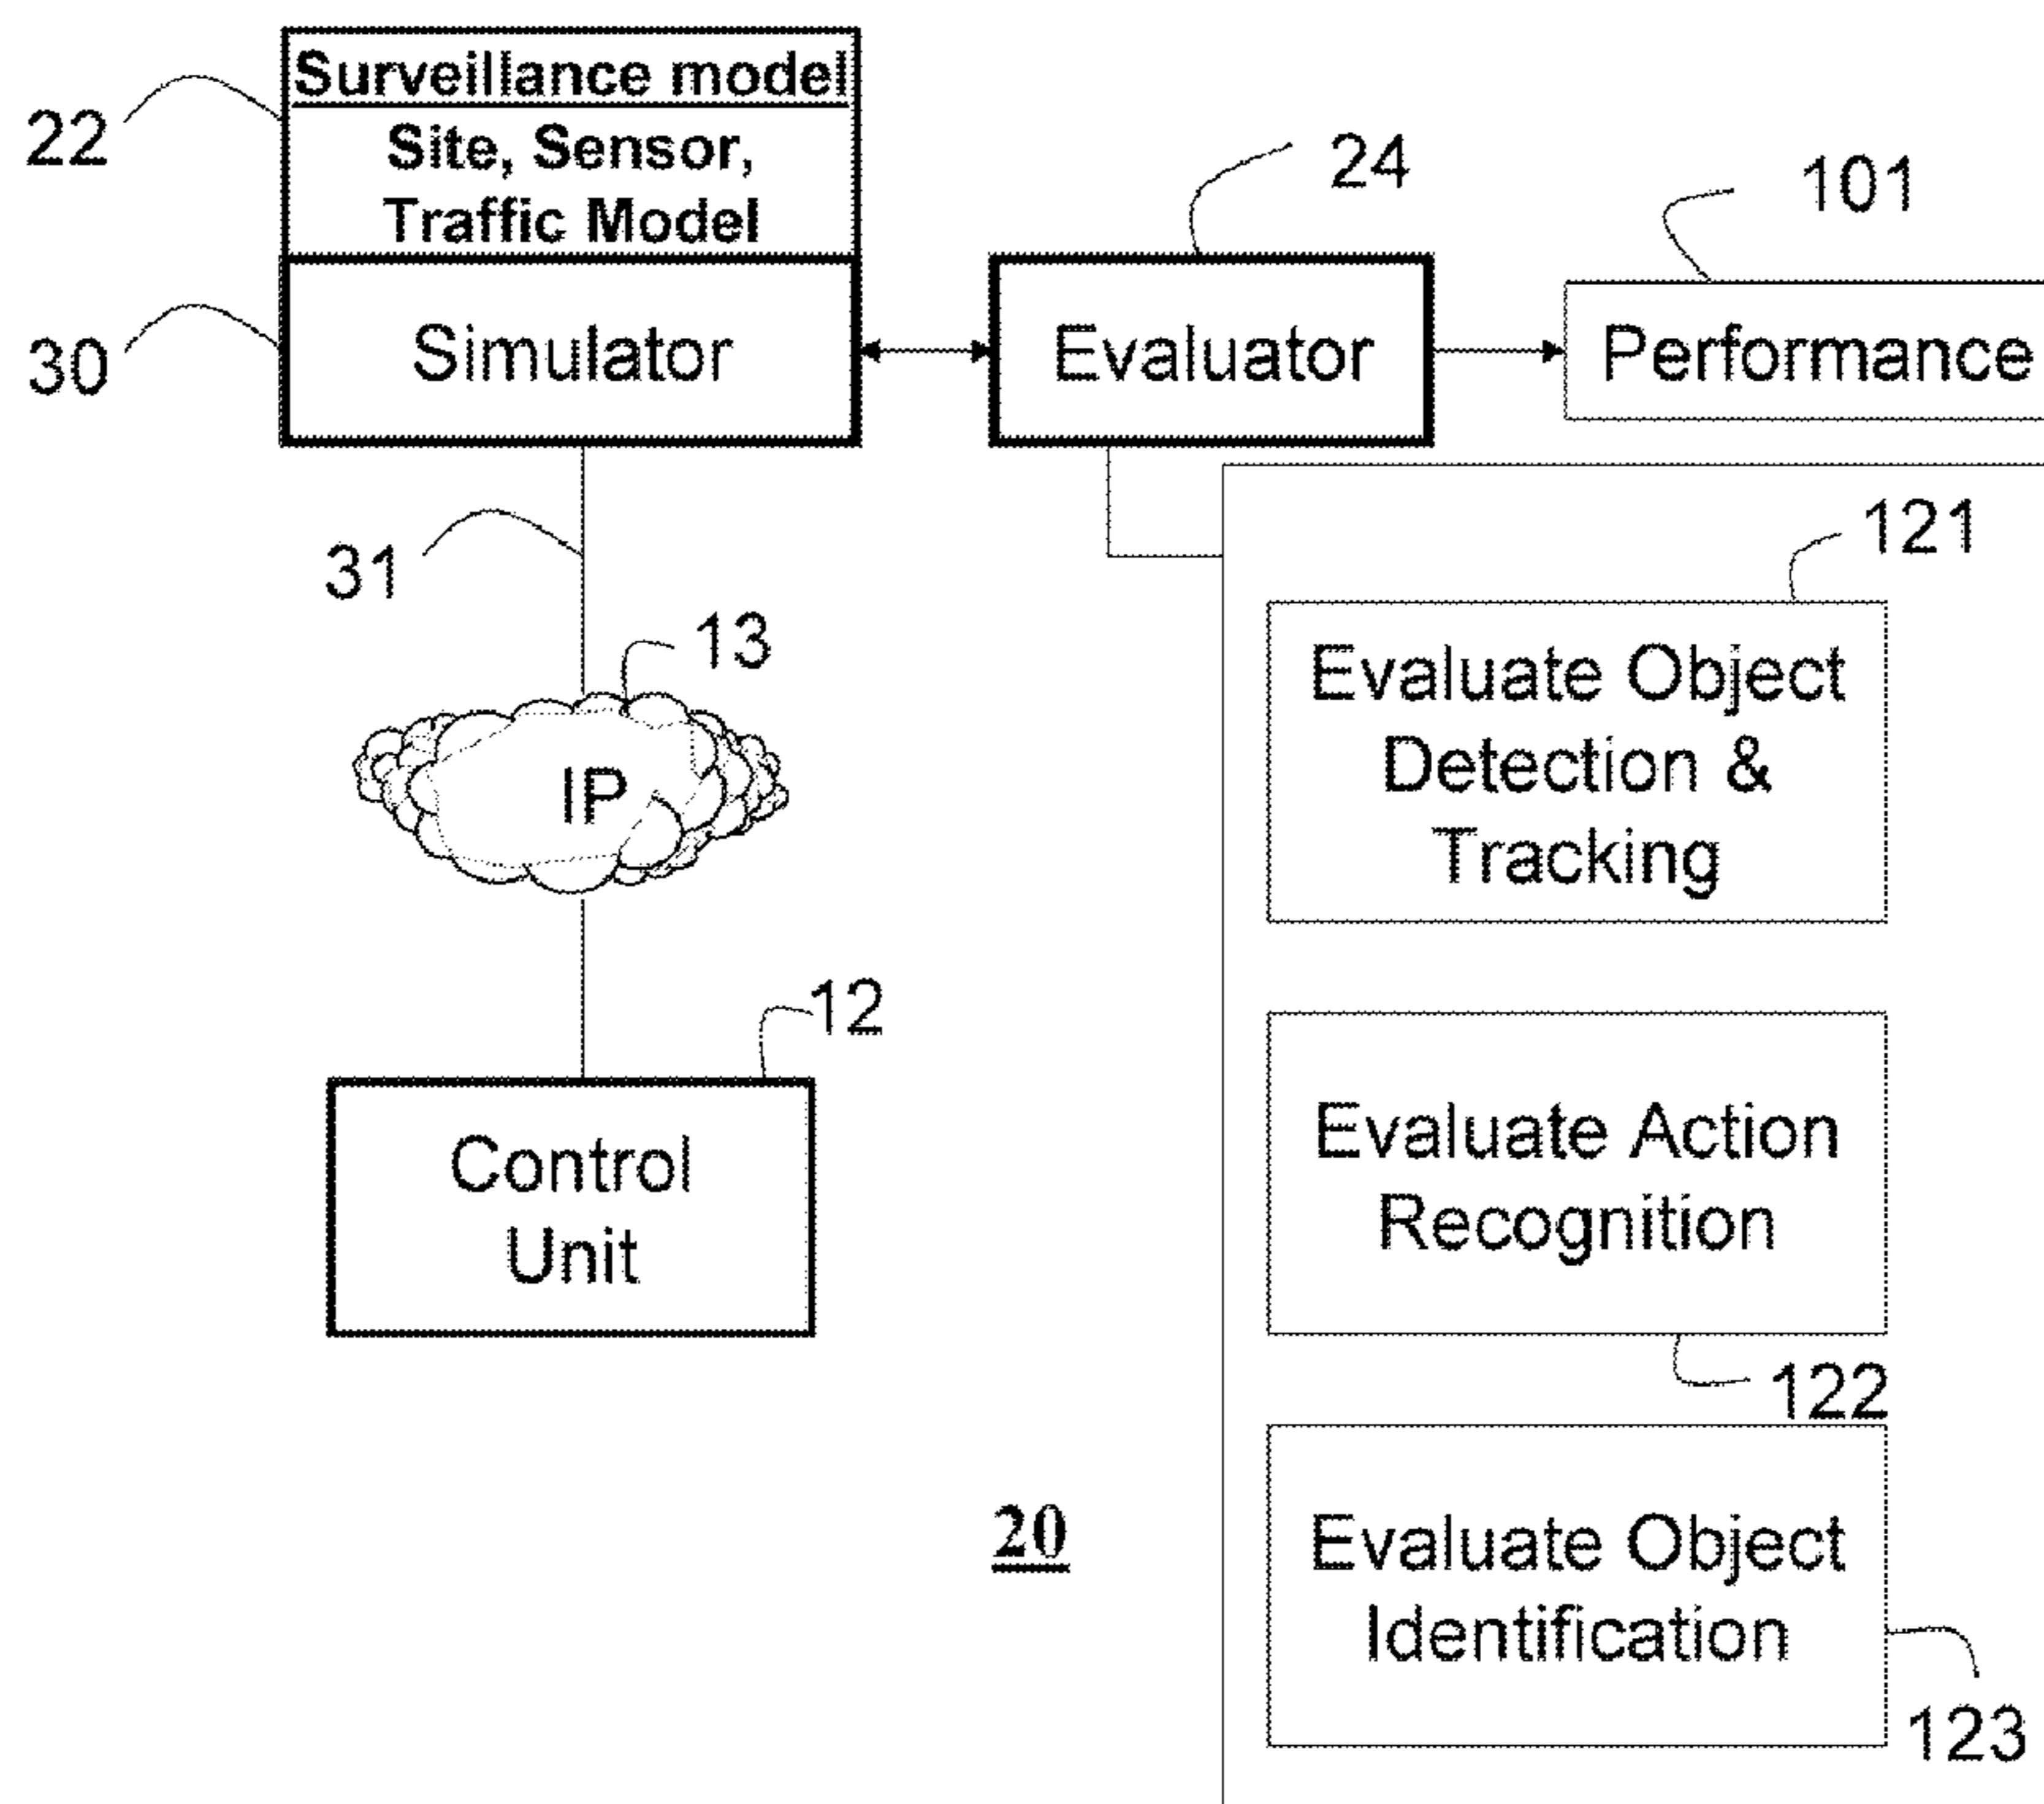 Surveillance model
22
Site, Sensor,
Traffic Model
24
101
30
Simulator
Evaluator
Performance
31
121
13
Evaluate Object
Detection &
Tracking
IP
12
Control
Unit
Evaluate Action
Recognition
122
20
Evaluate Object
Identification
123